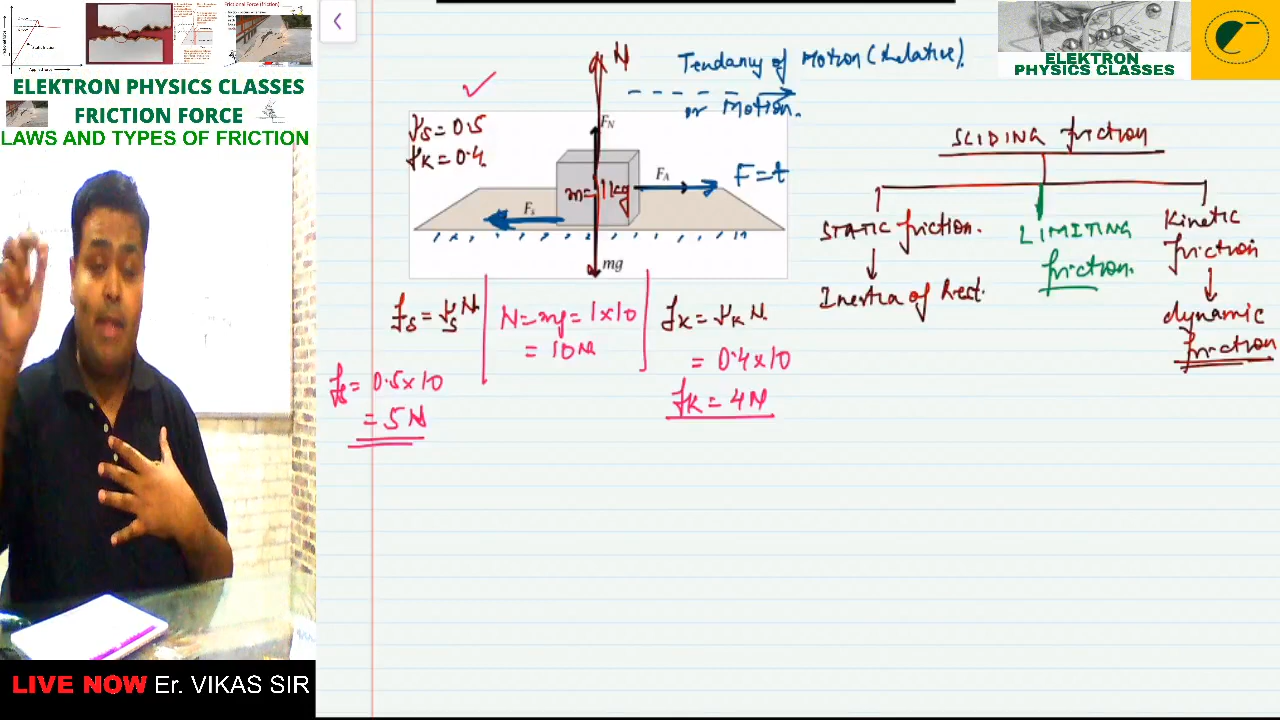 ELEKTRON PHYSICS CLASSES
FRICTION FORCE
LAWS AND TYPES OF FRICTION
LIVE NOW Er. VIKAS SIR
ELEKTRON
PHYSICS CLASSES
N
Tendancy of Motion (Relative).
or Motion.
μs = 0.5
μK = 0.4
FN
FA
F = t
m = 1kg
Fs
mg
fs = μs N
N = mg = 1 x 10
= 10N
fK = μK N.
= 0.4 x 10
fK = 4N
fs = 0.5 x 10
= 5N
SLIDING friction
STATIC friction.
Inertia of Rest.
LIMITING
friction.
Kinetic
friction
dynamic
friction